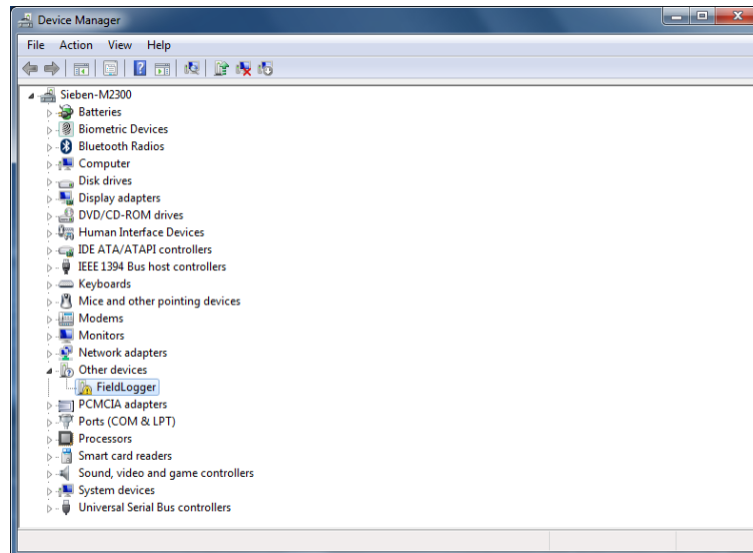 Device Manager
File Action View Help
Sieben-M2300
Batteries
Biometric Devices
Bluetooth Radios
Computer
Disk drives
Display adapters
DVD/CD-ROM drives
Human Interface Devices
IDE ATA/ATAPI controllers
IEEE 1394 Bus host controllers
Keyboards
Mice and other pointing devices
Modems
Monitors
Network adapters
Other devices
FieldLogger
PCMCIA adapters
Ports (COM & LPT)
Processors
Smart card readers
Sound, video and game controllers
System devices
Universal Serial Bus controllers